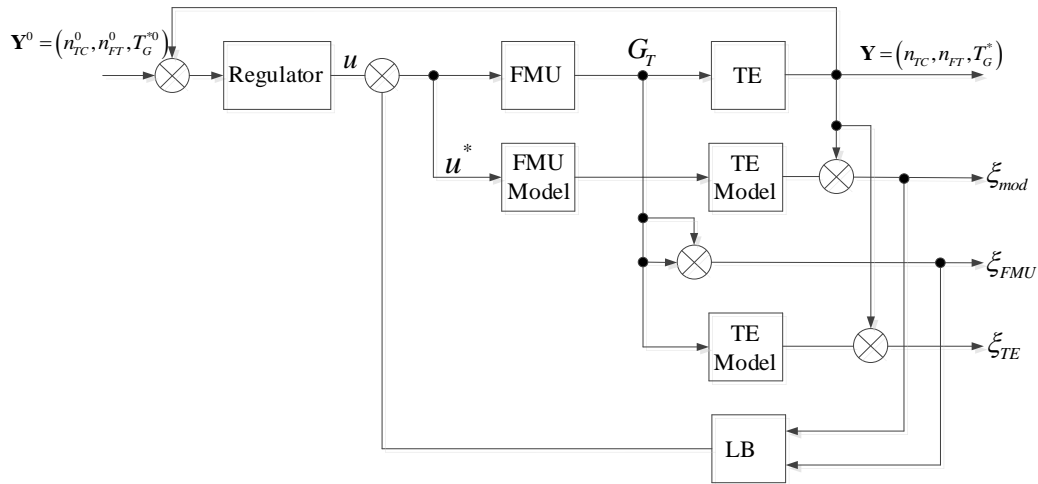 Y⁰ = (n⁰_TC, n⁰_FT, T*⁰_G)
Regulator
u
FMU
G_T
TE
Y = (n_TC, n_FT, T*_G)
u*
FMU
Model
TE
Model
ξ_mod
ξ_FMU
TE
Model
ξ_TE
LB